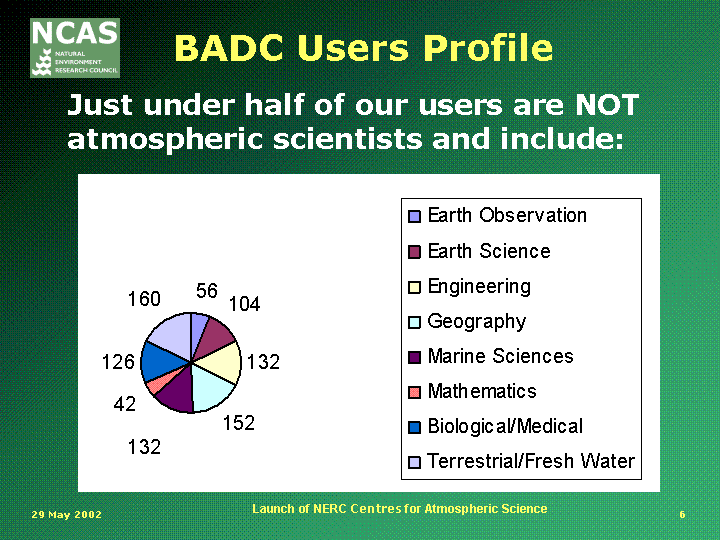 NCAS
NATURAL
ENVIRONMENT
RESEARCH COUNCIL
BADC Users Profile
Just under half of our users are NOT
atmospheric scientists and include:
56
104
132
152
132
42
126
160
Earth Observation
Earth Science
Engineering
Geography
Marine Sciences
Mathematics
Biological/Medical
Terrestrial/Fresh Water
29 May 2002
Launch of NERC Centres for Atmospheric Science
6